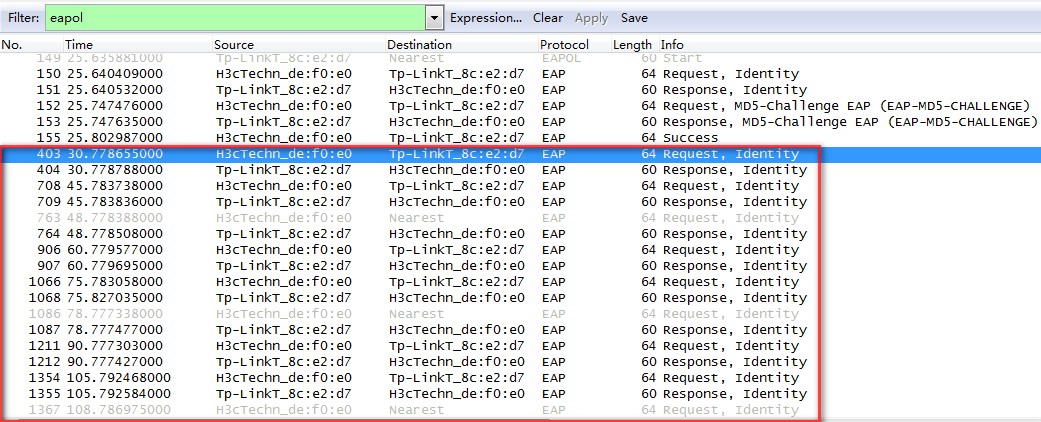 Filter: eapol Expression... Clear Apply Save
No. Time Source Destination Protocol Length Info
149 25.635881000 Tp-LinkT_8c:e2:d7 Nearest EAPOL 60 Start
150 25.640409000 H3cTechn_de:f0:e0 Tp-LinkT_8c:e2:d7 EAP 64 Request, Identity
151 25.640532000 Tp-LinkT_8c:e2:d7 H3cTechn_de:f0:e0 EAP 60 Response, Identity
152 25.747476000 H3cTechn_de:f0:e0 Tp-LinkT_8c:e2:d7 EAP 64 Request, MD5-Challenge EAP (EAP-MD5-CHALLENGE)
153 25.747635000 Tp-LinkT_8c:e2:d7 H3cTechn_de:f0:e0 EAP 60 Response, MD5-Challenge EAP (EAP-MD5-CHALLENGE)
155 25.802987000 H3cTechn_de:f0:e0 Tp-LinkT_8c:e2:d7 EAP 64 Success
403 30.778655000 H3cTechn_de:f0:e0 Tp-LinkT_8c:e2:d7 EAP 64 Request, Identity
404 30.778788000 Tp-LinkT_8c:e2:d7 H3cTechn_de:f0:e0 EAP 60 Response, Identity
708 45.783738000 H3cTechn_de:f0:e0 Tp-LinkT_8c:e2:d7 EAP 64 Request, Identity
709 45.783836000 Tp-LinkT_8c:e2:d7 H3cTechn_de:f0:e0 EAP 60 Response, Identity
763 48.778388000 H3cTechn_de:f0:e0 Nearest EAP 64 Request, Identity
764 48.778508000 Tp-LinkT_8c:e2:d7 H3cTechn_de:f0:e0 EAP 60 Response, Identity
906 60.779577000 H3cTechn_de:f0:e0 Tp-LinkT_8c:e2:d7 EAP 64 Request, Identity
907 60.779695000 Tp-LinkT_8c:e2:d7 H3cTechn_de:f0:e0 EAP 60 Response, Identity
1066 75.783058000 H3cTechn_de:f0:e0 Tp-LinkT_8c:e2:d7 EAP 64 Request, Identity
1068 75.827035000 Tp-LinkT_8c:e2:d7 H3cTechn_de:f0:e0 EAP 60 Response, Identity
1086 78.777338000 H3cTechn_de:f0:e0 Nearest EAP 64 Request, Identity
1087 78.777477000 Tp-LinkT_8c:e2:d7 H3cTechn_de:f0:e0 EAP 60 Response, Identity
1211 90.777303000 H3cTechn_de:f0:e0 Tp-LinkT_8c:e2:d7 EAP 64 Request, Identity
1212 90.777427000 Tp-LinkT_8c:e2:d7 H3cTechn_de:f0:e0 EAP 60 Response, Identity
1354 105.792468000 H3cTechn_de:f0:e0 Tp-LinkT_8c:e2:d7 EAP 64 Request, Identity
1355 105.792584000 Tp-LinkT_8c:e2:d7 H3cTechn_de:f0:e0 EAP 60 Response, Identity
1367 108.786975000 H3cTechn_de:f0:e0 Nearest EAP 64 Request, Identity